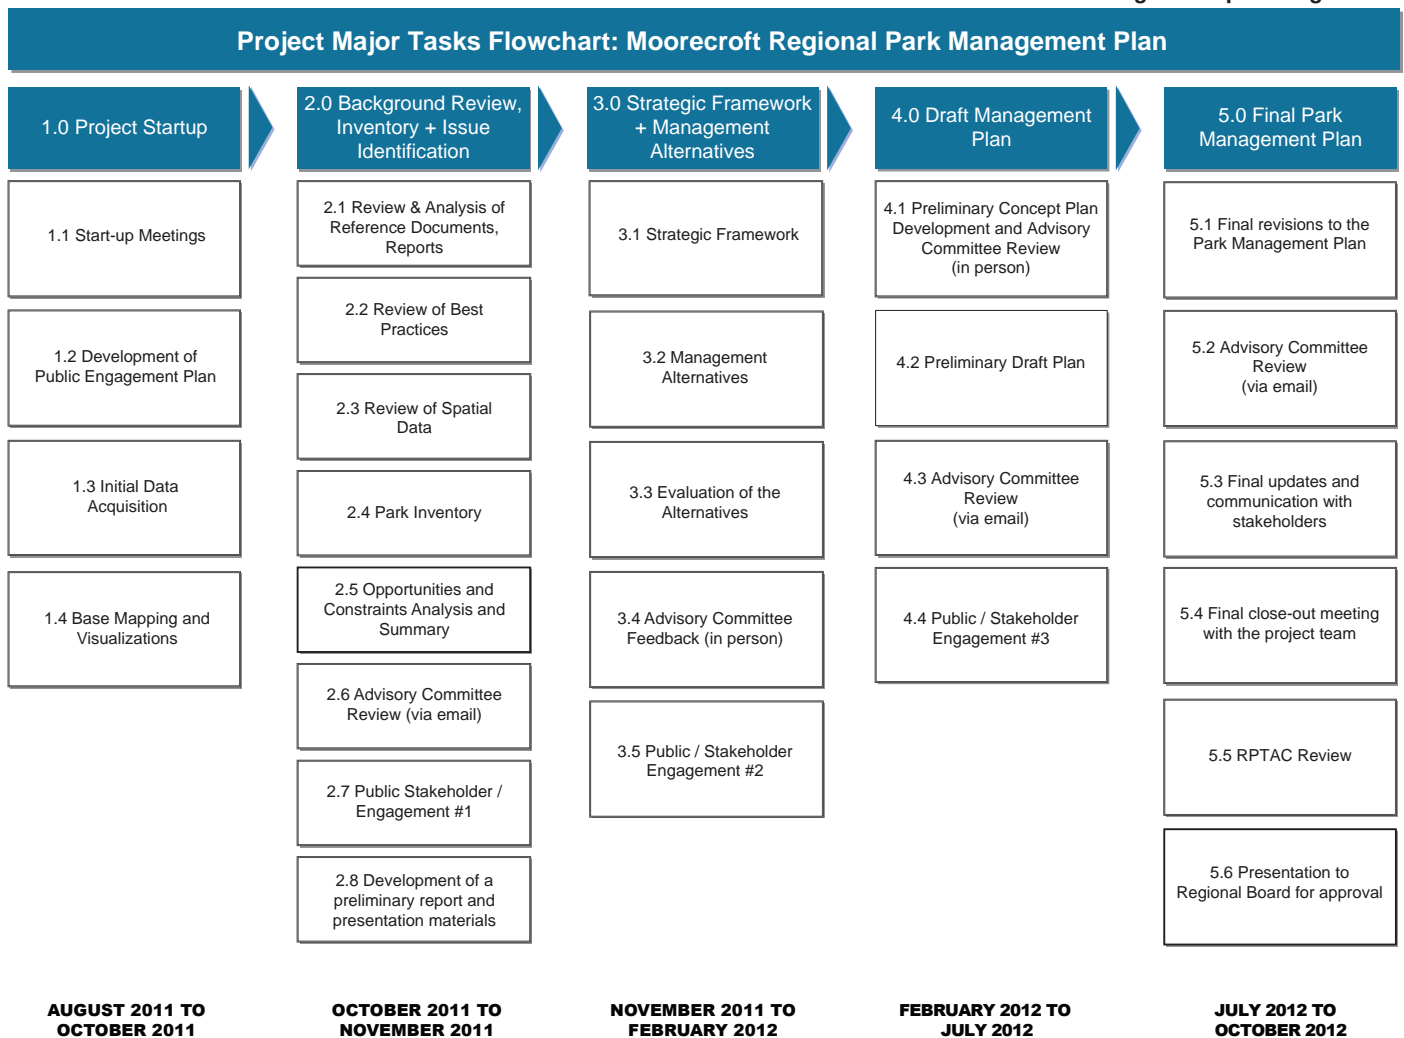 Project Major Tasks Flowchart: Moorecroft Regional Park Management Plan
1.0 Project Startup
1.1 Start-up Meetings
1.2 Development of
Public Engagement Plan
1.3 Initial Data
Acquisition
1.4 Base Mapping and
Visualizations
AUGUST 2011 TO
OCTOBER 2011
2.0 Background Review,
Inventory + Issue
Identification
2.1 Review & Analysis of
Reference Documents,
Reports
2.2 Review of Best
Practices
2.3 Review of Spatial
Data
2.4 Park Inventory
2.5 Opportunities and
Constraints Analysis and
Summary
2.6 Advisory Committee
Review (via email)
2.7 Public Stakeholder /
Engagement #1
2.8 Development of a
preliminary report and
presentation materials
OCTOBER 2011 TO
NOVEMBER 2011
3.0 Strategic Framework
+ Management
Alternatives
3.1 Strategic Framework
3.2 Management
Alternatives
3.3 Evaluation of the
Alternatives
3.4 Advisory Committee
Feedback (in person)
3.5 Public / Stakeholder
Engagement #2
NOVEMBER 2011 TO
FEBRUARY 2012
4.0 Draft Management
Plan
4.1 Preliminary Concept Plan
Development and Advisory
Committee Review
(in person)
4.2 Preliminary Draft Plan
4.3 Advisory Committee
Review
(via email)
4.4 Public / Stakeholder
Engagement #3
FEBRUARY 2012 TO
JULY 2012
5.0 Final Park
Management Plan
5.1 Final revisions to the
Park Management Plan
5.2 Advisory Committee
Review
(via email)
5.3 Final updates and
communication with
stakeholders
5.4 Final close-out meeting
with the project team
5.5 RPTAC Review
5.6 Presentation to
Regional Board for approval
JULY 2012 TO
OCTOBER 2012